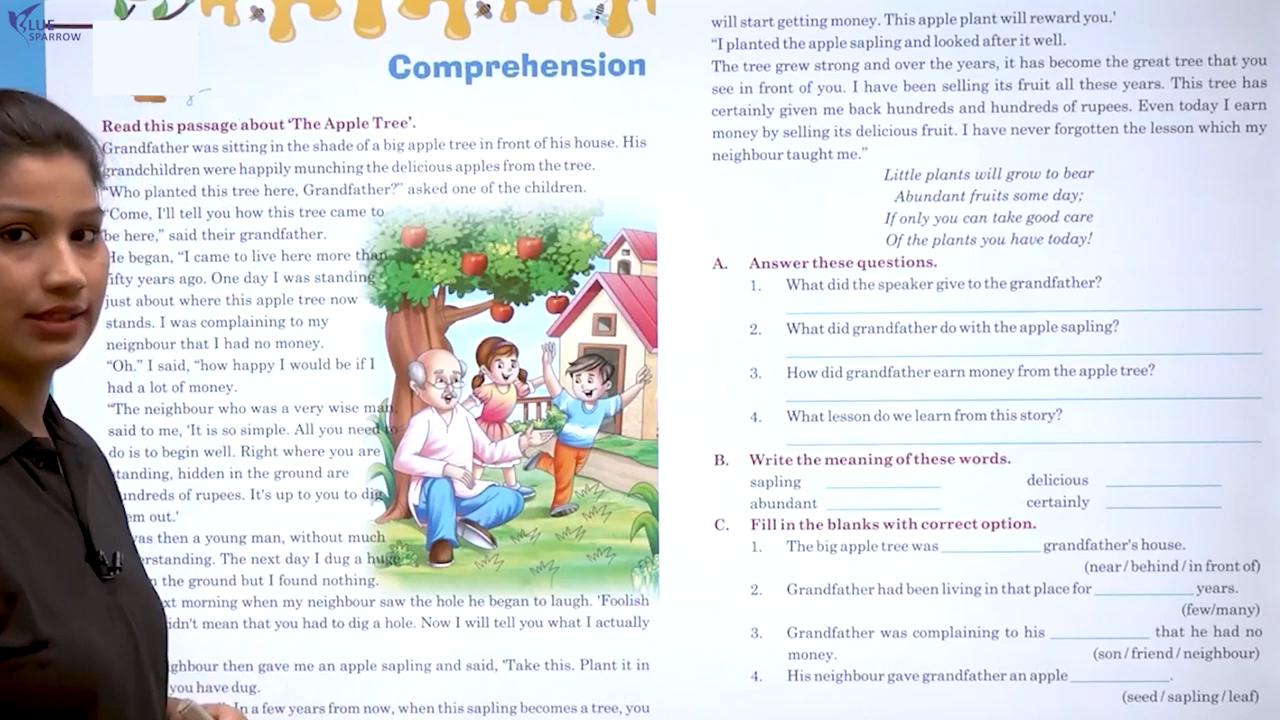 BLUE
SPARROW
Comprehension
Read this passage about 'The Apple Tree'.
Grandfather was sitting in the shade of a big apple tree in front of his house. His
grandchildren were happily munching the delicious apples from the tree.
"Who planted this tree here, Grandfather?" asked one of the children.
"Come, I'll tell you how this tree came to
be here," said their grandfather.
He began, "I came to live here more than
fifty years ago. One day I was standing
just about where this apple tree now
stands. I was complaining to my
neignbour that I had no money.
"Oh." I said, "how happy I would be if I
had a lot of money.
"The neighbour who was a very wise man,
said to me, 'It is so simple. All you need to
do is to begin well. Right where you are
standing, hidden in the ground are
hundreds of rupees. It's up to you to dig
them out.'
was then a young man, without much
understanding. The next day I dug a huge
in the ground but I found nothing.
next morning when my neighbour saw the hole he began to laugh. 'Foolish
didn't mean that you had to dig a hole. Now I will tell you what I actually
neighbour then gave me an apple sapling and said, 'Take this. Plant it in
you have dug.
In a few years from now, when this sapling becomes a tree, you
will start getting money. This apple plant will reward you.'
"I planted the apple sapling and looked after it well.
The tree grew strong and over the years, it has become the great tree that you
see in front of you. I have been selling its fruit all these years. This tree has
certainly given me back hundreds and hundreds of rupees. Even today I earn
money by selling its delicious fruit. I have never forgotten the lesson which my
neighbour taught me."
Little plants will grow to bear
Abundant fruits some day;
If only you can take good care
Of the plants you have today!
A. Answer these questions.
1. What did the speaker give to the grandfather?
2. What did grandfather do with the apple sapling?
3. How did grandfather earn money from the apple tree?
4. What lesson do we learn from this story?
B. Write the meaning of these words.
sapling delicious
abundant certainly
C. Fill in the blanks with correct option.
1. The big apple tree was grandfather's house.
(near / behind / in front of)
2. Grandfather had been living in that place for years.
(few/many)
3. Grandfather was complaining to his that he had no
money. (son / friend / neighbour)
4. His neighbour gave grandfather an apple .
(seed / sapling / leaf)